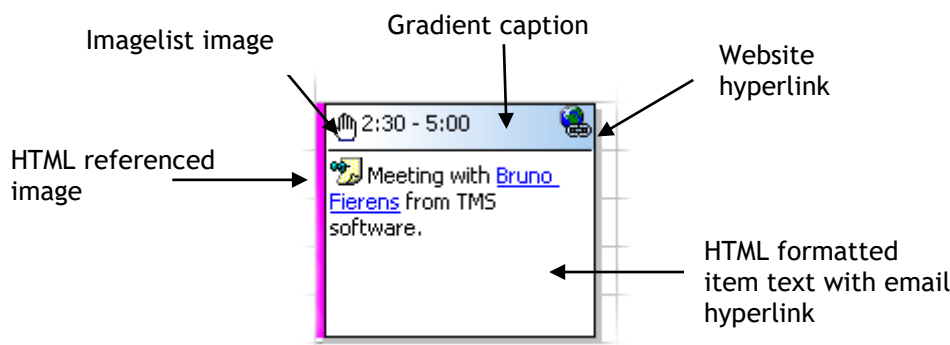 Imagelist image
Gradient caption
Website
hyperlink
2:30 - 5:00
HTML referenced
image
Meeting with Bruno
Fierens from TMS
software.
HTML formatted
item text with email
hyperlink